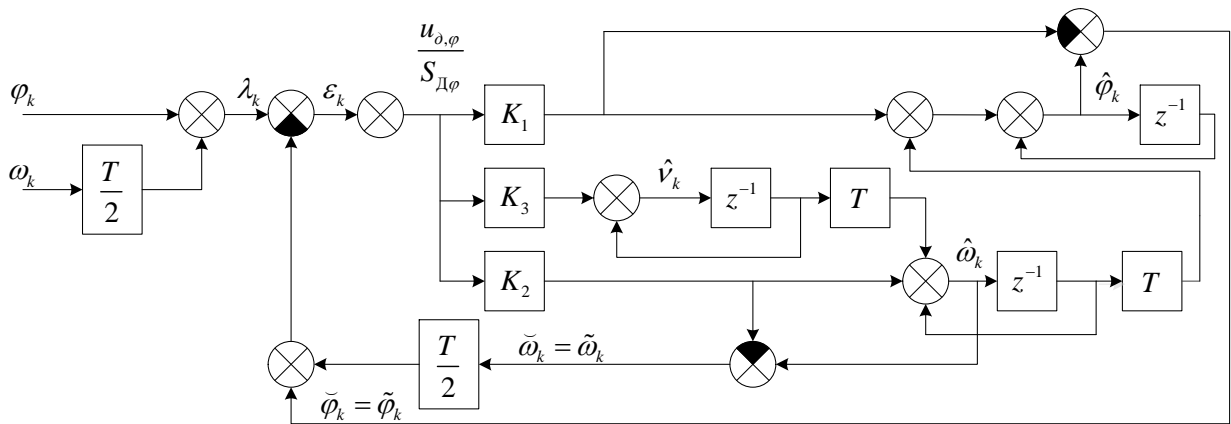 u_{д,φ}
S_{Дφ}
φ_k
λ_k
ε_k
K_1
φ̂_k
z^{-1}
ω_k
T
2
K_3
ν̂_k
z^{-1}
T
K_2
ω̂_k
z^{-1}
T
T
2
ω̆_k = ω̃_k
φ̆_k = φ̃_k